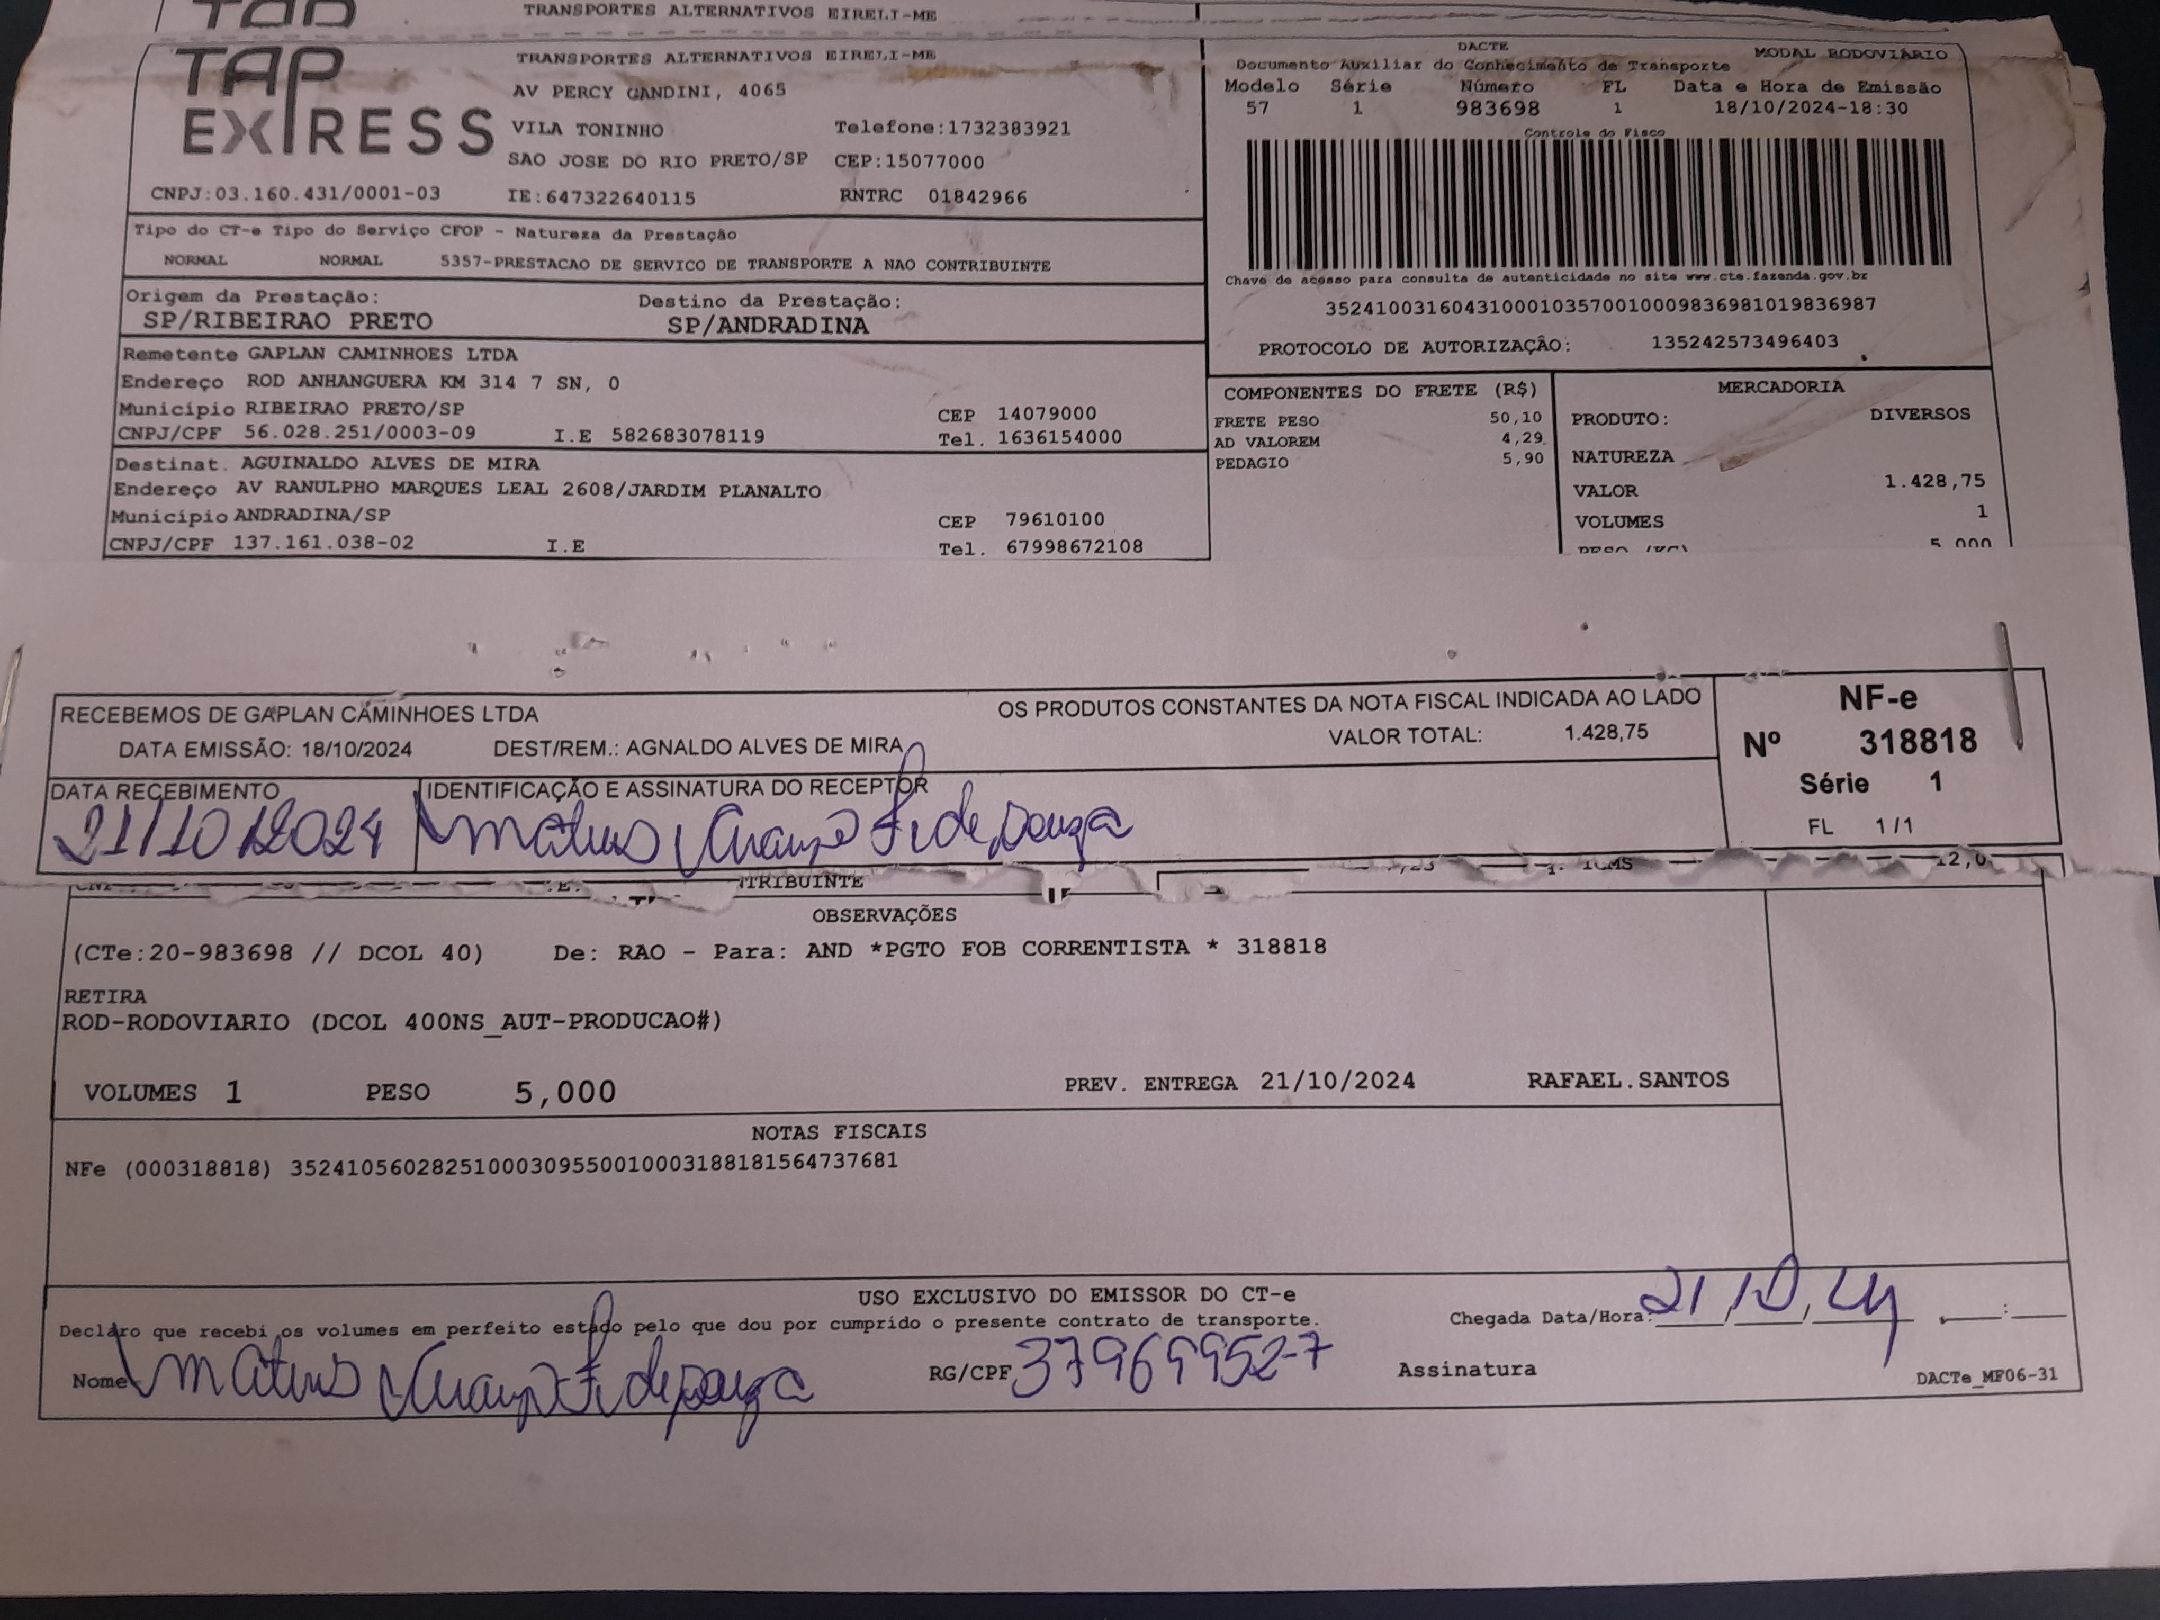 TRANSPORTES ALTERNATIVOS EIRELI-ME
TAP EXPRESS
TRANSPORTES ALTERNATIVOS EIRELI-ME
AV PERCY GANDINI, 4065
VILA TONINHO Telefone:1732383921
SAO JOSE DO RIO PRETO/SP CEP:15077000
CNPJ:03.160.431/0001-03 IE:647322640115 RNTRC 01842966
DACTE MODAL RODOVIÁRIO
Documento Auxiliar do Conhecimento de Transporte
Modelo Série Número FL Data e Hora de Emissão
57 1 983698 1 18/10/2024-18:30
Controle do Fisco
Chave de acesso para consulta de autenticidade no site www.cte.fazenda.gov.br
35241003160431000103570010009836981019836987
PROTOCOLO DE AUTORIZAÇÃO: 135242573496403
Tipo do CT-e Tipo do Serviço CFOP - Natureza da Prestação
NORMAL NORMAL 5357-PRESTACAO DE SERVICO DE TRANSPORTE A NAO CONTRIBUINTE
Origem da Prestação: Destino da Prestação:
SP/RIBEIRAO PRETO SP/ANDRADINA
Remetente GAPLAN CAMINHOES LTDA
Endereço ROD ANHANGUERA KM 314 7 SN, 0
Município RIBEIRAO PRETO/SP CEP 14079000
CNPJ/CPF 56.028.251/0003-09 I.E 582683078119 Tel. 1636154000
Destinat. AGUINALDO ALVES DE MIRA
Endereço AV RANULPHO MARQUES LEAL 2608/JARDIM PLANALTO
Município ANDRADINA/SP CEP 79610100
CNPJ/CPF 137.161.038-02 I.E Tel. 67998672108
COMPONENTES DO FRETE (R$)
FRETE PESO 50,10
AD VALOREM 4,29
PEDAGIO 5,90
MERCADORIA
PRODUTO: DIVERSOS
NATUREZA
VALOR 1.428,75
VOLUMES 1
PESO (KG) 5,000
RECEBEMOS DE GAPLAN CAMINHOES LTDA OS PRODUTOS CONSTANTES DA NOTA FISCAL INDICADA AO LADO
DATA EMISSÃO: 18/10/2024 DEST/REM.: AGNALDO ALVES DE MIRA VALOR TOTAL: 1.428,75
DATA RECEBIMENTO IDENTIFICAÇÃO E ASSINATURA DO RECEPTOR
21/10/2024 Mateus F. de Souza
NF-e
Nº 318818
Série 1
FL 1/1
TRIBUINTE ICMS
OBSERVAÇÕES
(CTe:20-983698 // DCOL 40) De: RAO - Para: AND *PGTO FOB CORRENTISTA * 318818
RETIRA
ROD-RODOVIARIO (DCOL 400NS_AUT-PRODUCAO#)
VOLUMES 1 PESO 5,000 PREV. ENTREGA 21/10/2024 RAFAEL.SANTOS
NOTAS FISCAIS
NFe (000318818) 35241056028251000309550010003188181564737681
USO EXCLUSIVO DO EMISSOR DO CT-e
Declaro que recebi os volumes em perfeito estado pelo que dou por cumprido o presente contrato de transporte. Chegada Data/Hora: 21/10/24
Nome Mateus F. de Souza RG/CPF 37969952-7 Assinatura
DACTe_MF06-31